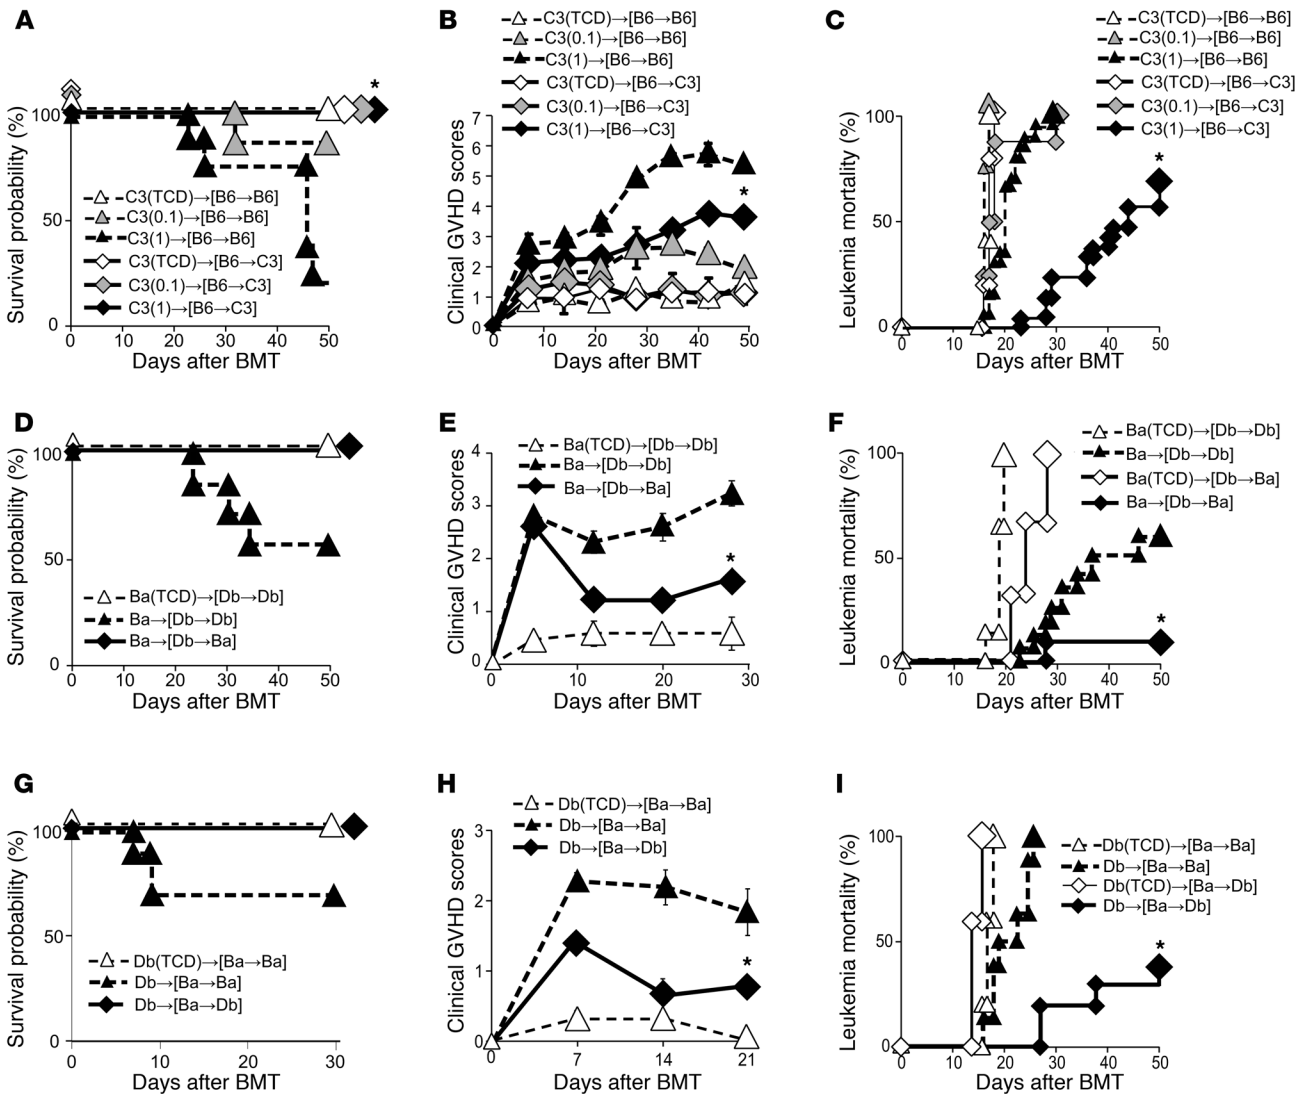 A
Survival probability (%)
100
50
0
*
C3(TCD)→[B6→B6]
C3(0.1)→[B6→B6]
C3(1)→[B6→B6]
C3(TCD)→[B6→C3]
C3(0.1)→[B6→C3]
C3(1)→[B6→C3]
0 10 20 30 40 50
Days after BMT
B
C3(TCD)→[B6→B6]
C3(0.1)→[B6→B6]
C3(1)→[B6→B6]
C3(TCD)→[B6→C3]
C3(0.1)→[B6→C3]
C3(1)→[B6→C3]
Clinical GVHD scores
7
6
5
4
3
2
1
0
*
0 10 20 30 40 50
Days after BMT
C
C3(TCD)→[B6→B6]
C3(0.1)→[B6→B6]
C3(1)→[B6→B6]
C3(TCD)→[B6→C3]
C3(0.1)→[B6→C3]
C3(1)→[B6→C3]
Leukemia mortality (%)
100
50
0
*
0 10 20 30 40 50
Days after BMT
D
Survival probability (%)
100
50
0
Ba(TCD)→[Db→Db]
Ba→[Db→Db]
Ba→[Db→Ba]
0 10 20 30 40 50
Days after BMT
E
Clinical GVHD scores
4
3
2
1
0
Ba(TCD)→[Db→Db]
Ba→[Db→Db]
Ba→[Db→Ba]
*
0 10 20 30
Days after BMT
F
Leukemia mortality (%)
100
50
0
Ba(TCD)→[Db→Db]
Ba→[Db→Db]
Ba(TCD)→[Db→Ba]
Ba→[Db→Ba]
*
0 10 20 30 40 50
Days after BMT
G
Survival probability (%)
100
50
0
Db(TCD)→[Ba→Ba]
Db→[Ba→Ba]
Db→[Ba→Db]
0 10 20 30
Days after BMT
H
Clinical GVHD scores
3
2
1
0
Db(TCD)→[Ba→Ba]
Db→[Ba→Ba]
Db→[Ba→Db]
*
0 7 14 21
Days after BMT
I
Leukemia mortality (%)
100
50
0
Db(TCD)→[Ba→Ba]
Db→[Ba→Ba]
Db(TCD)→[Ba→Db]
Db→[Ba→Db]
*
0 10 20 30 40 50
Days after BMT